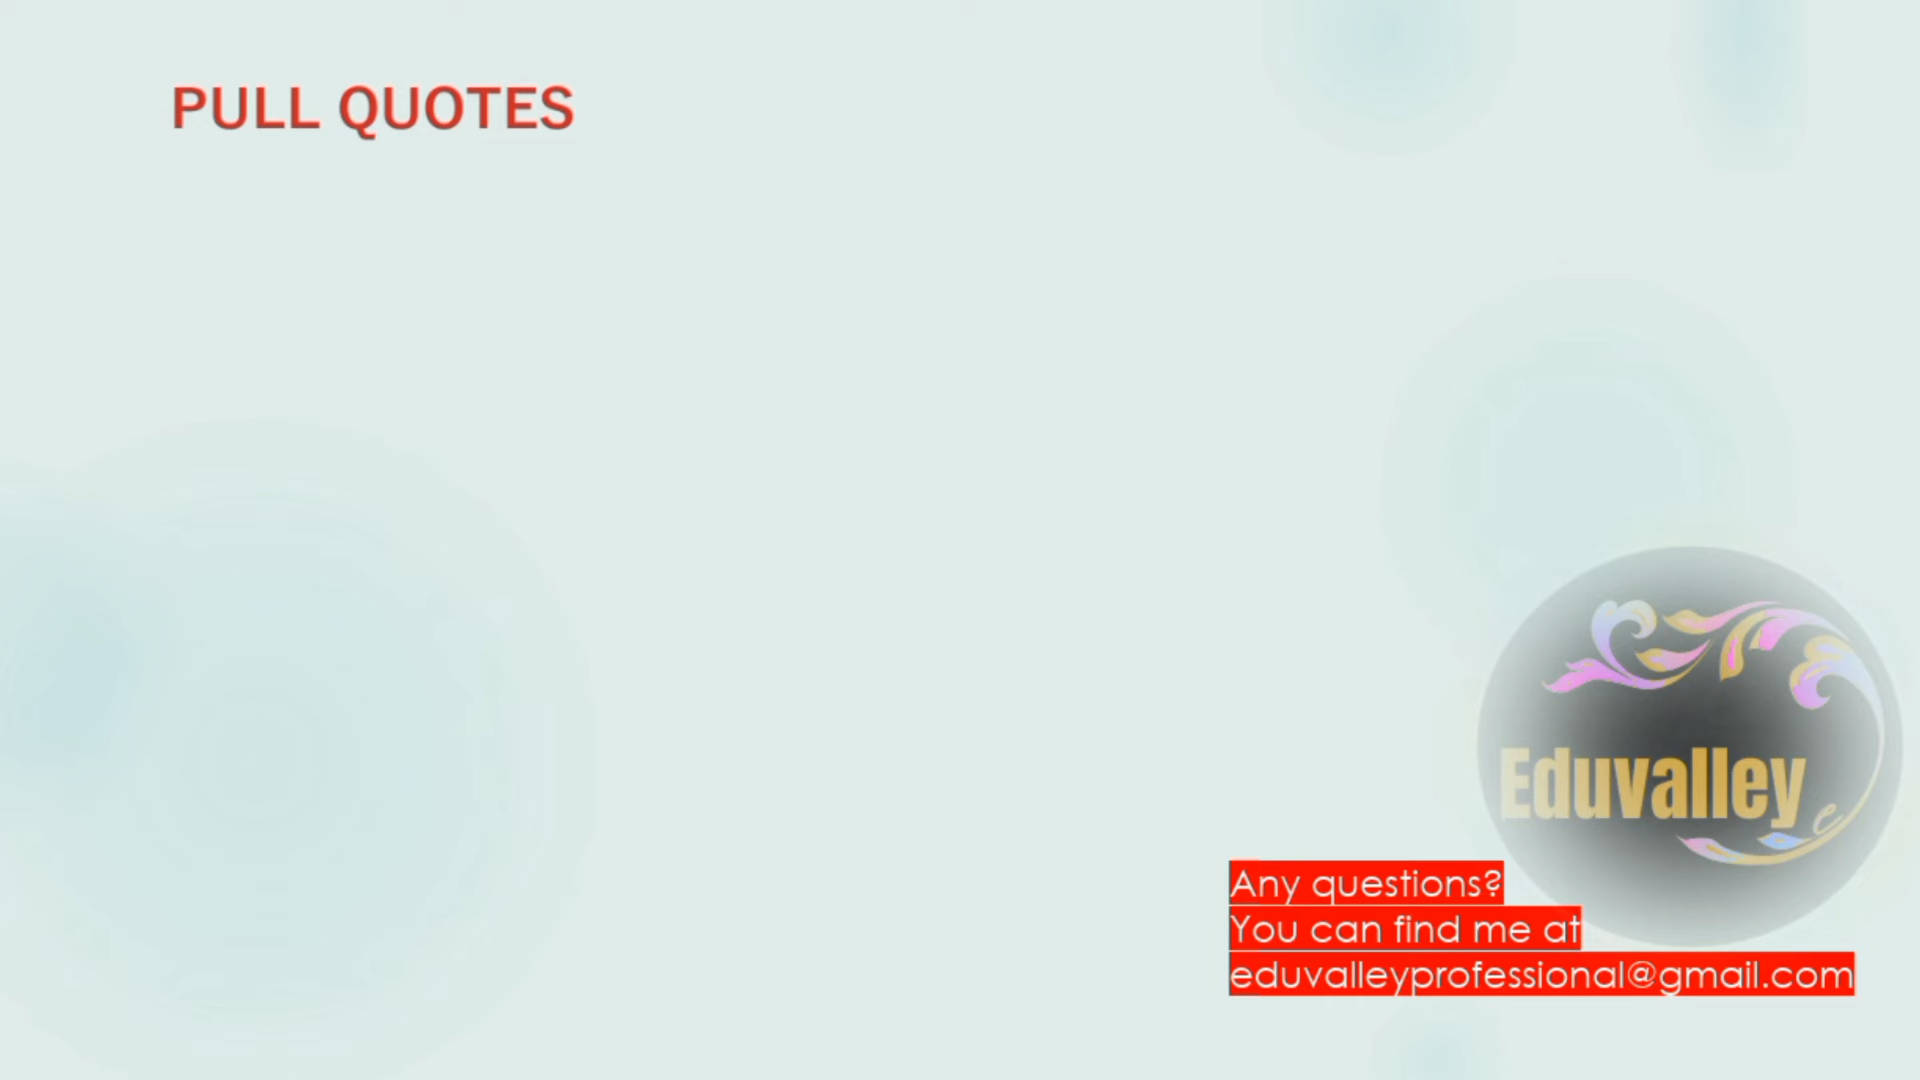 PULL QUOTES
Eduvalley
e
Any questions?
You can find me at
eduvalleyprofessional@gmail.com